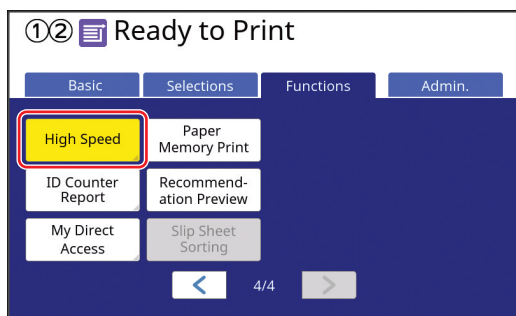 ①② Ready to Print
Basic Selections Functions Admin.
High Speed
Paper
Memory Print
ID Counter
Report
Recommend-
ation Preview
My Direct
Access
Slip Sheet
Sorting
< 4/4 >